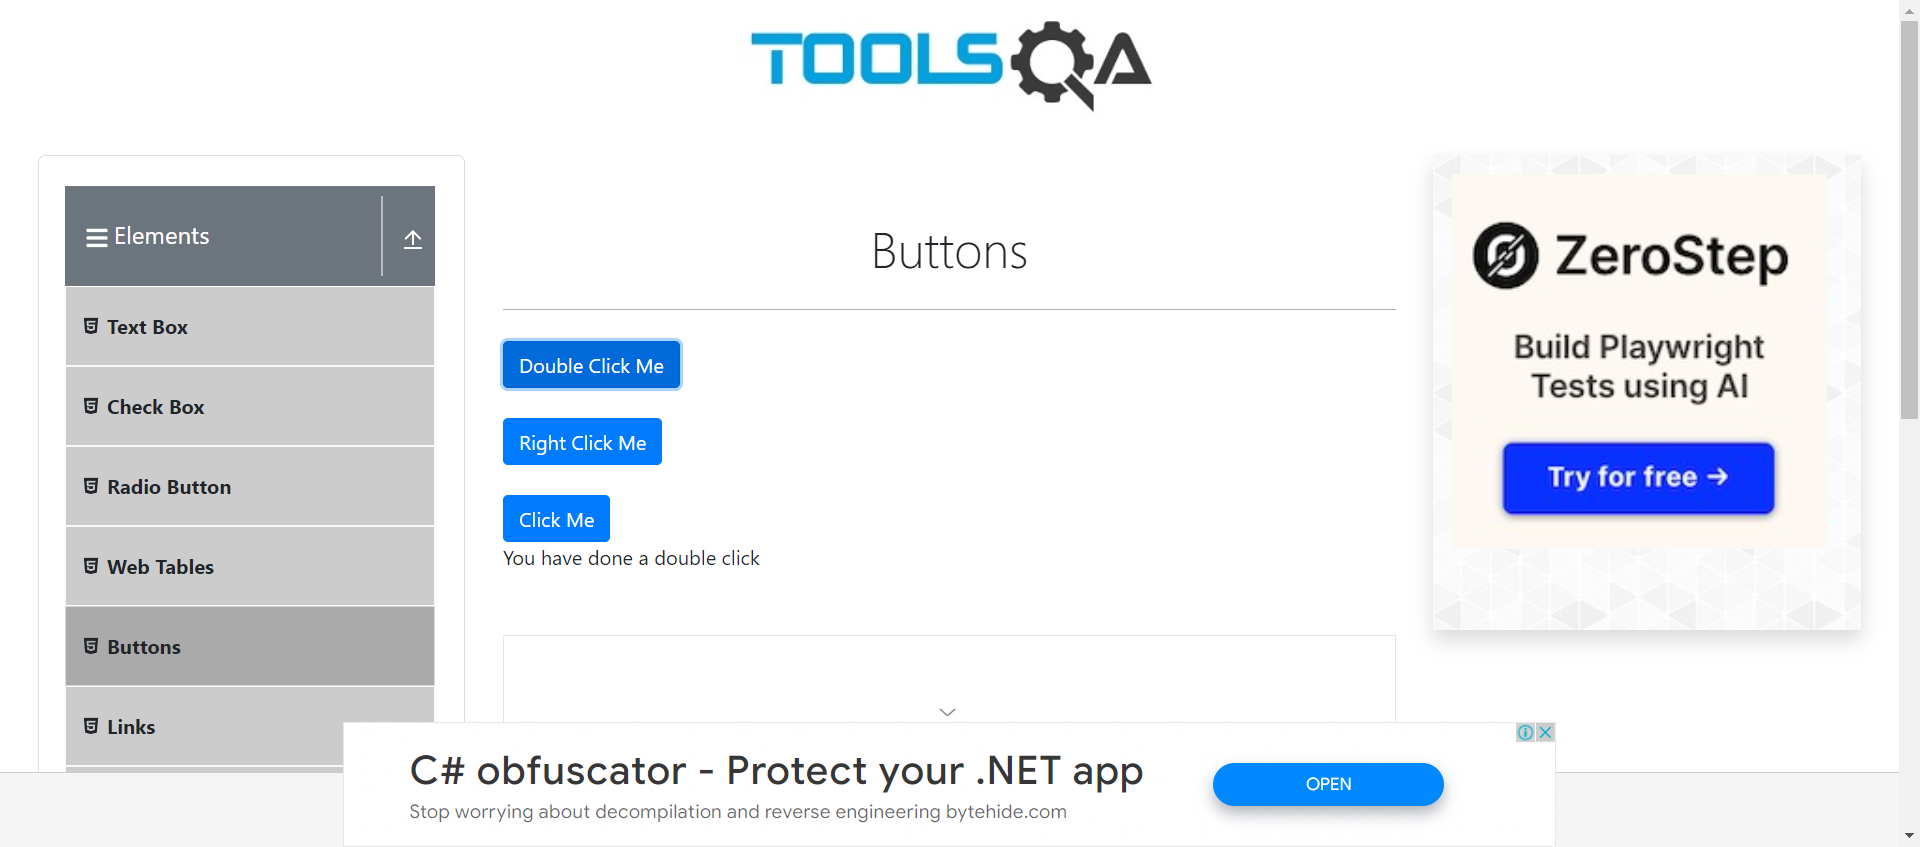 TOOLSQA
Elements
Text Box
Check Box
Radio Button
Web Tables
Buttons
Links
Buttons
Double Click Me
Right Click Me
Click Me
You have done a double click
ZeroStep
Build Playwright
Tests using AI
Try for free →
C# obfuscator - Protect your .NET app
Stop worrying about decompilation and reverse engineering bytehide.com
OPEN